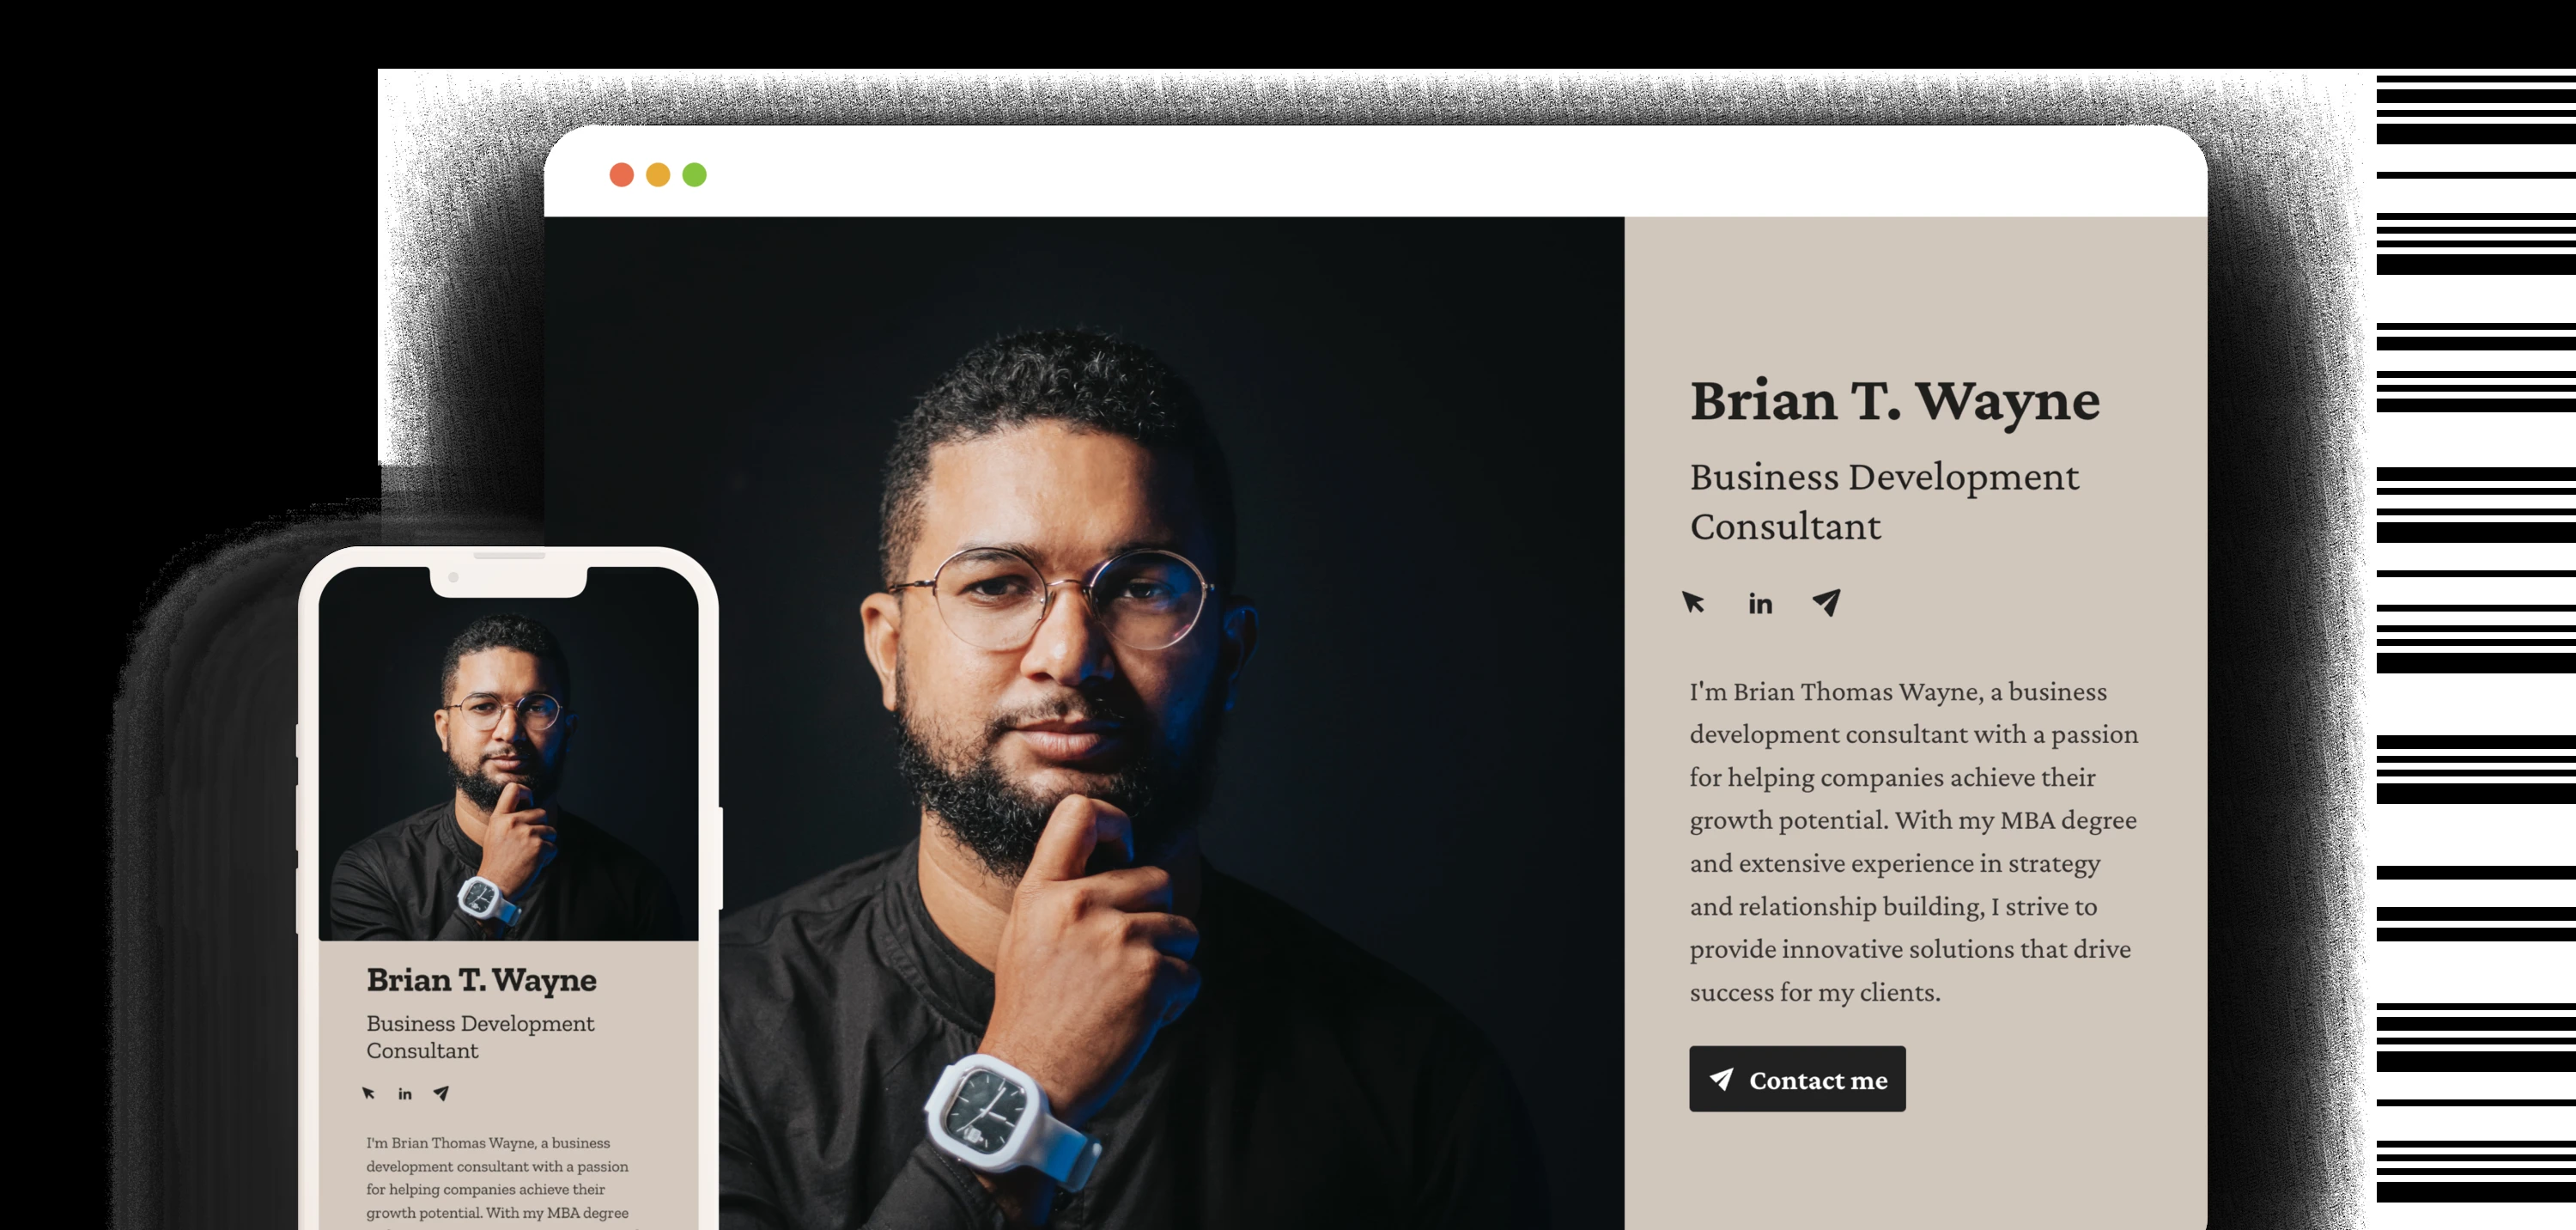 Brian T. Wayne
Business Development
Consultant
in
I'm Brian Thomas Wayne, a business
development consultant with a passion
for helping companies achieve their
growth potential. With my MBA degree
and extensive experience in strategy
and relationship building, I strive to
provide innovative solutions that drive
success for my clients.
Contact me
Brian T. Wayne
Business Development
Consultant
in
I'm Brian Thomas Wayne, a business
development consultant with a passion
for helping companies achieve their
growth potential. With my MBA degree